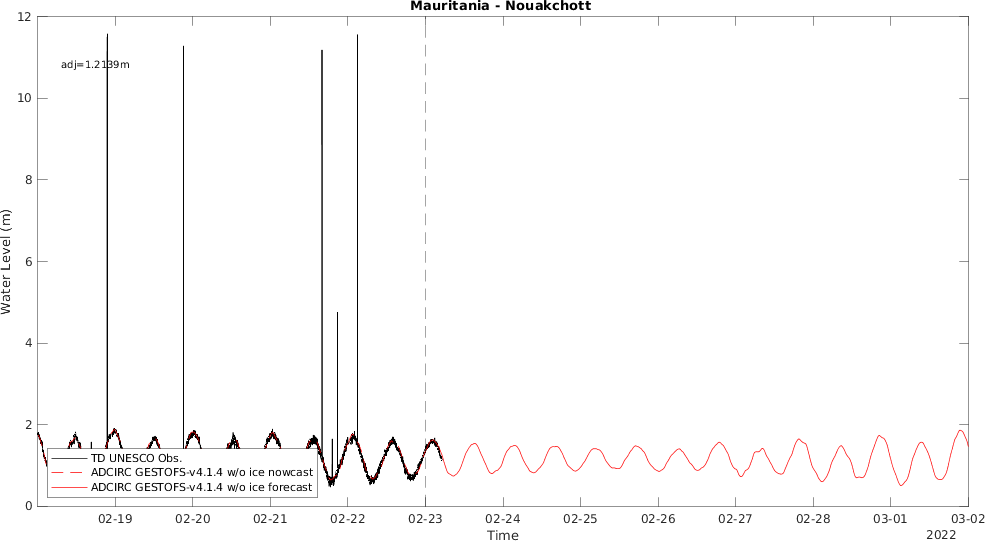 Mauritania - Nouakchott
12
10
8
6
4
2
0
Water Level (m)
adj=1.2139m
TD UNESCO Obs.
ADCIRC GESTOFS-v4.1.4 w/o ice nowcast
ADCIRC GESTOFS-v4.1.4 w/o ice forecast
02-19 02-20 02-21 02-22 02-23 02-24 02-25 02-26 02-27 02-28 03-01 03-02
Time
2022